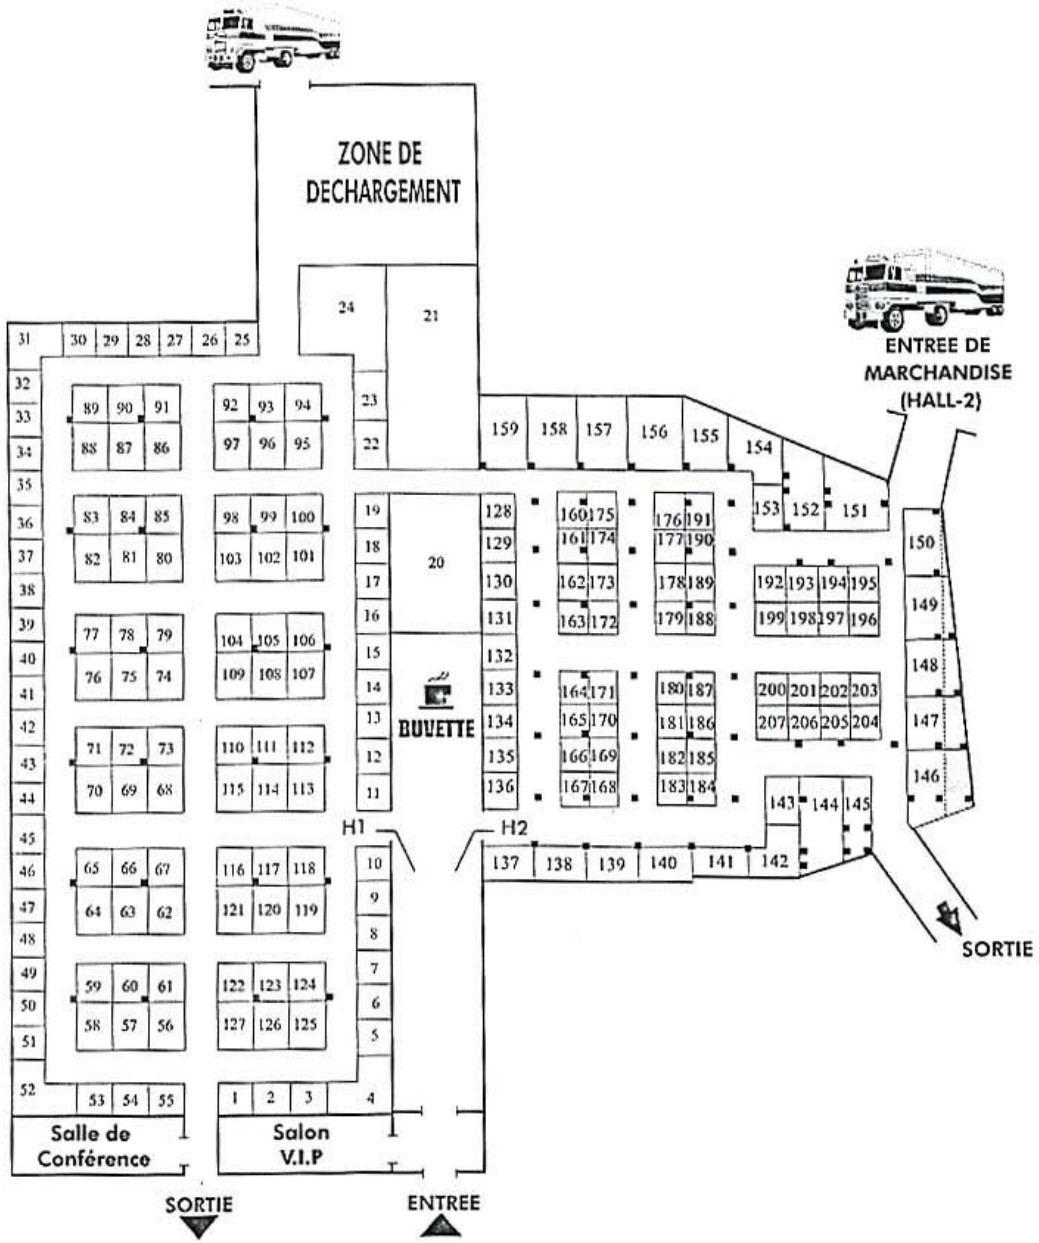 ZONE DE
DECHARGEMENT
24
21
ENTREE DE
MARCHANDISE
(HALL-2)
31 30 29 28 27 26 25
32
33
34
35
36
37
38
39
40
41
42
43
44
45
46
47
48
49
50
51
52
53 54 55
89 90 91
88 87 86
83 84 85
82 81 80
77 78 79
76 75 74
71 72 73
70 69 68
65 66 67
64 63 62
59 60 61
58 57 56
92 93 94
97 96 95
98 99 100
103 102 101
104 105 106
109 108 107
110 111 112
115 114 113
116 117 118
121 120 119
122 123 124
127 126 125
1 2 3 4
23
22
19
18
17
16
15
14
13
12
11
10
9
8
7
6
5
20
BUVETTE
H1
H2
159 158 157 156 155 154
153 152 151
128
129
130
131
132
133
134
135
136
160 175
161 174
162 173
163 172
164 171
165 170
166 169
167 168
176 191
177 190
178 189
179 188
180 187
181 186
182 185
183 184
192 193 194 195
199 198 197 196
200 201 202 203
207 206 205 204
150
149
148
147
146
143 144 145
137 138 139 140 141 142
SORTIE
Salle de
Conférence
Salon
V.I.P
SORTIE
ENTREE